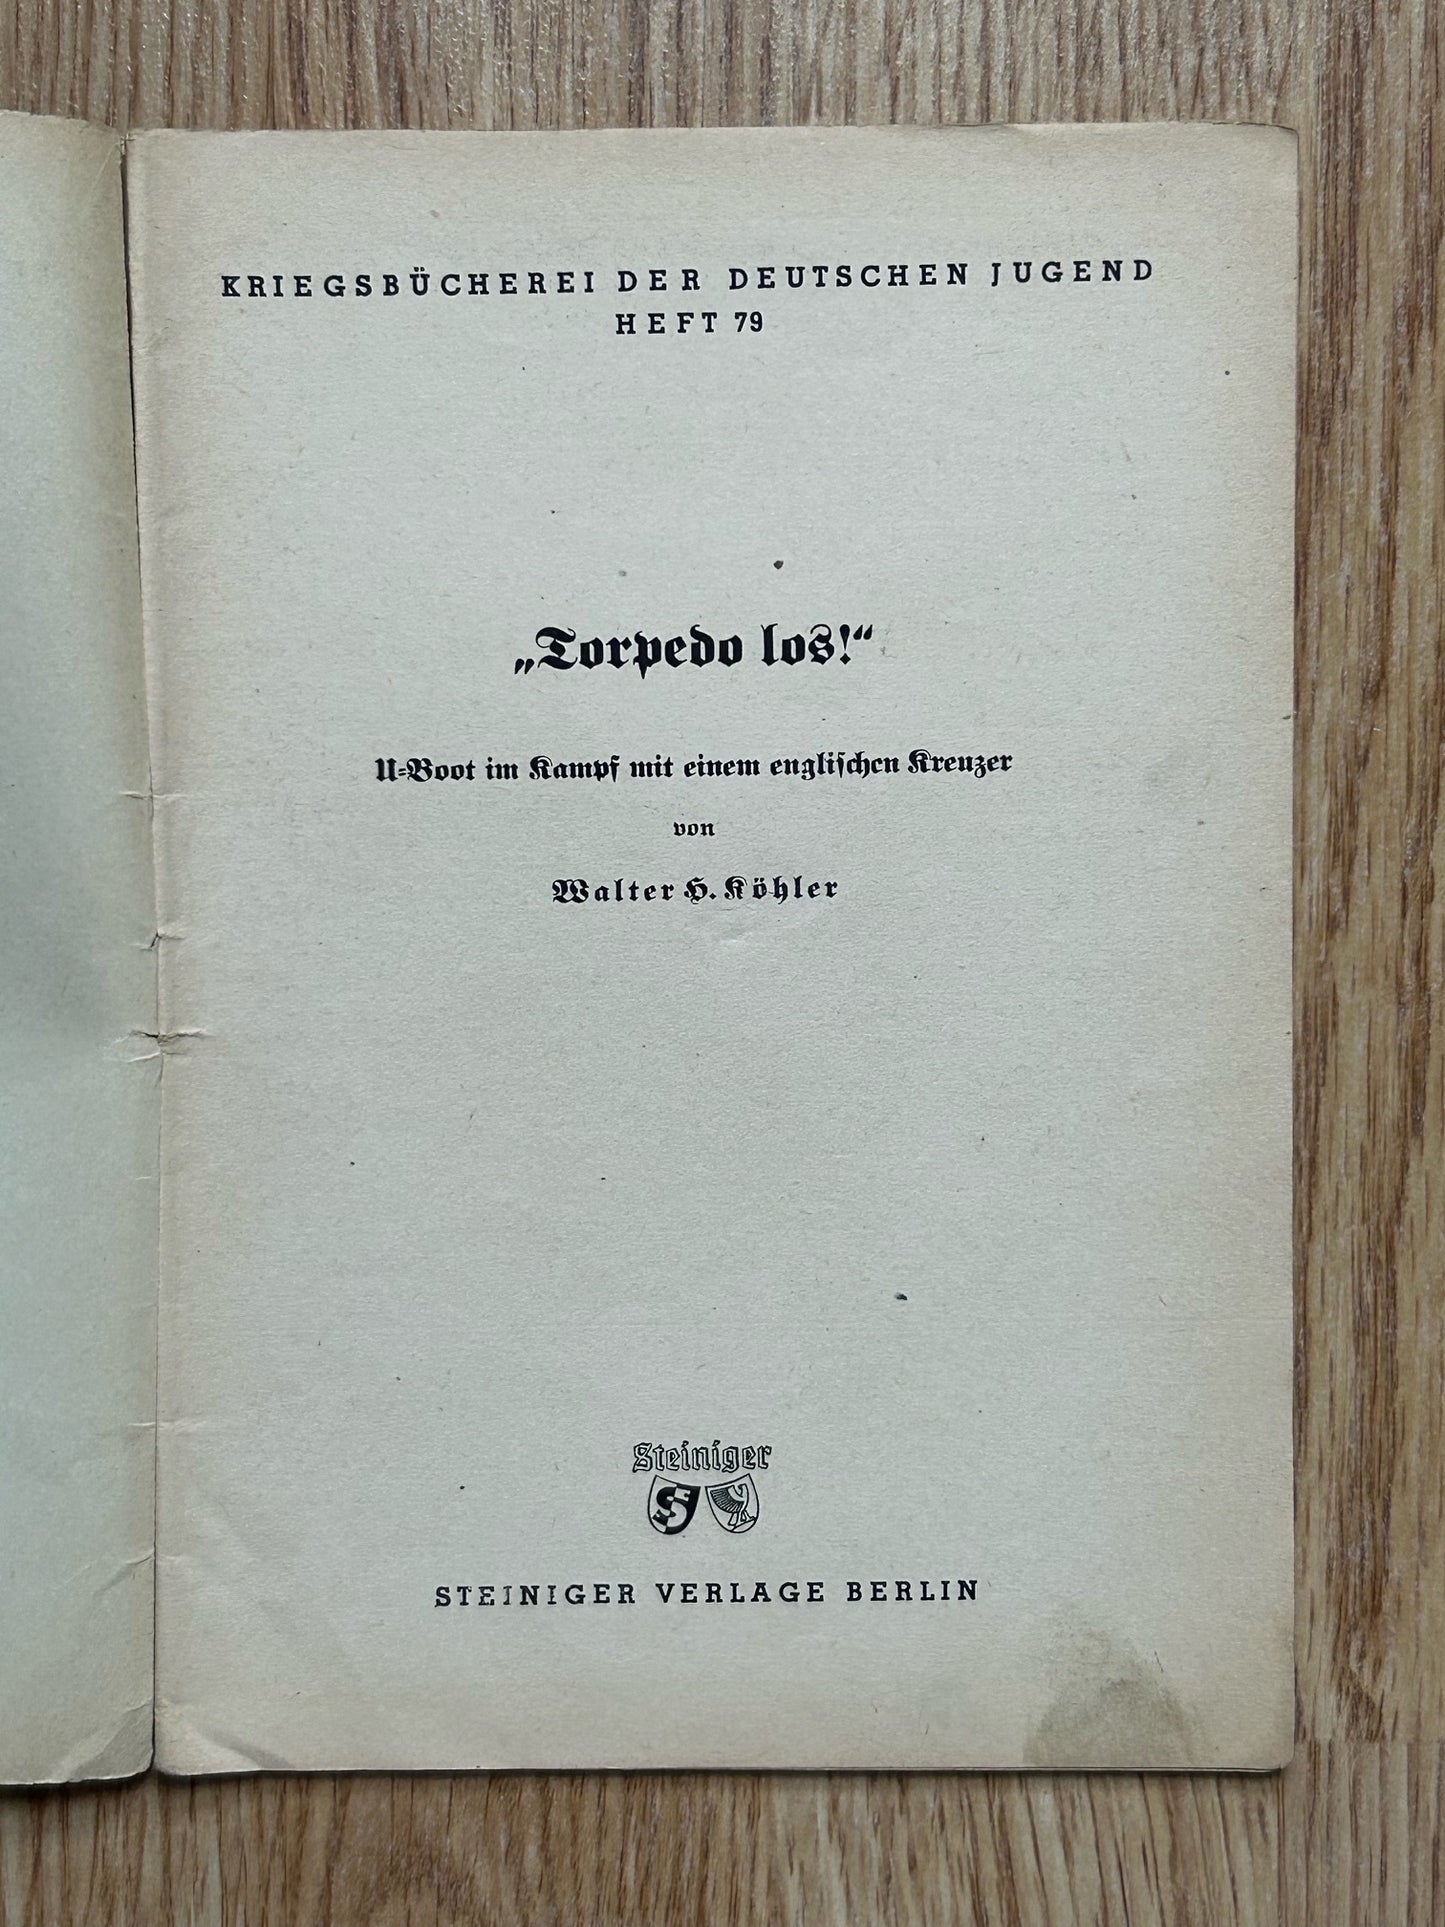 KRIEGSBÜCHEREI DER DEUTSCHEN JUGEND
HEFT 79
„Torpedo los!“
U-Boot im Kampf mit einem englischen Kreuzer
von
Walter H. Köhler
Steiniger
STEINIGER VERLAGE BERLIN